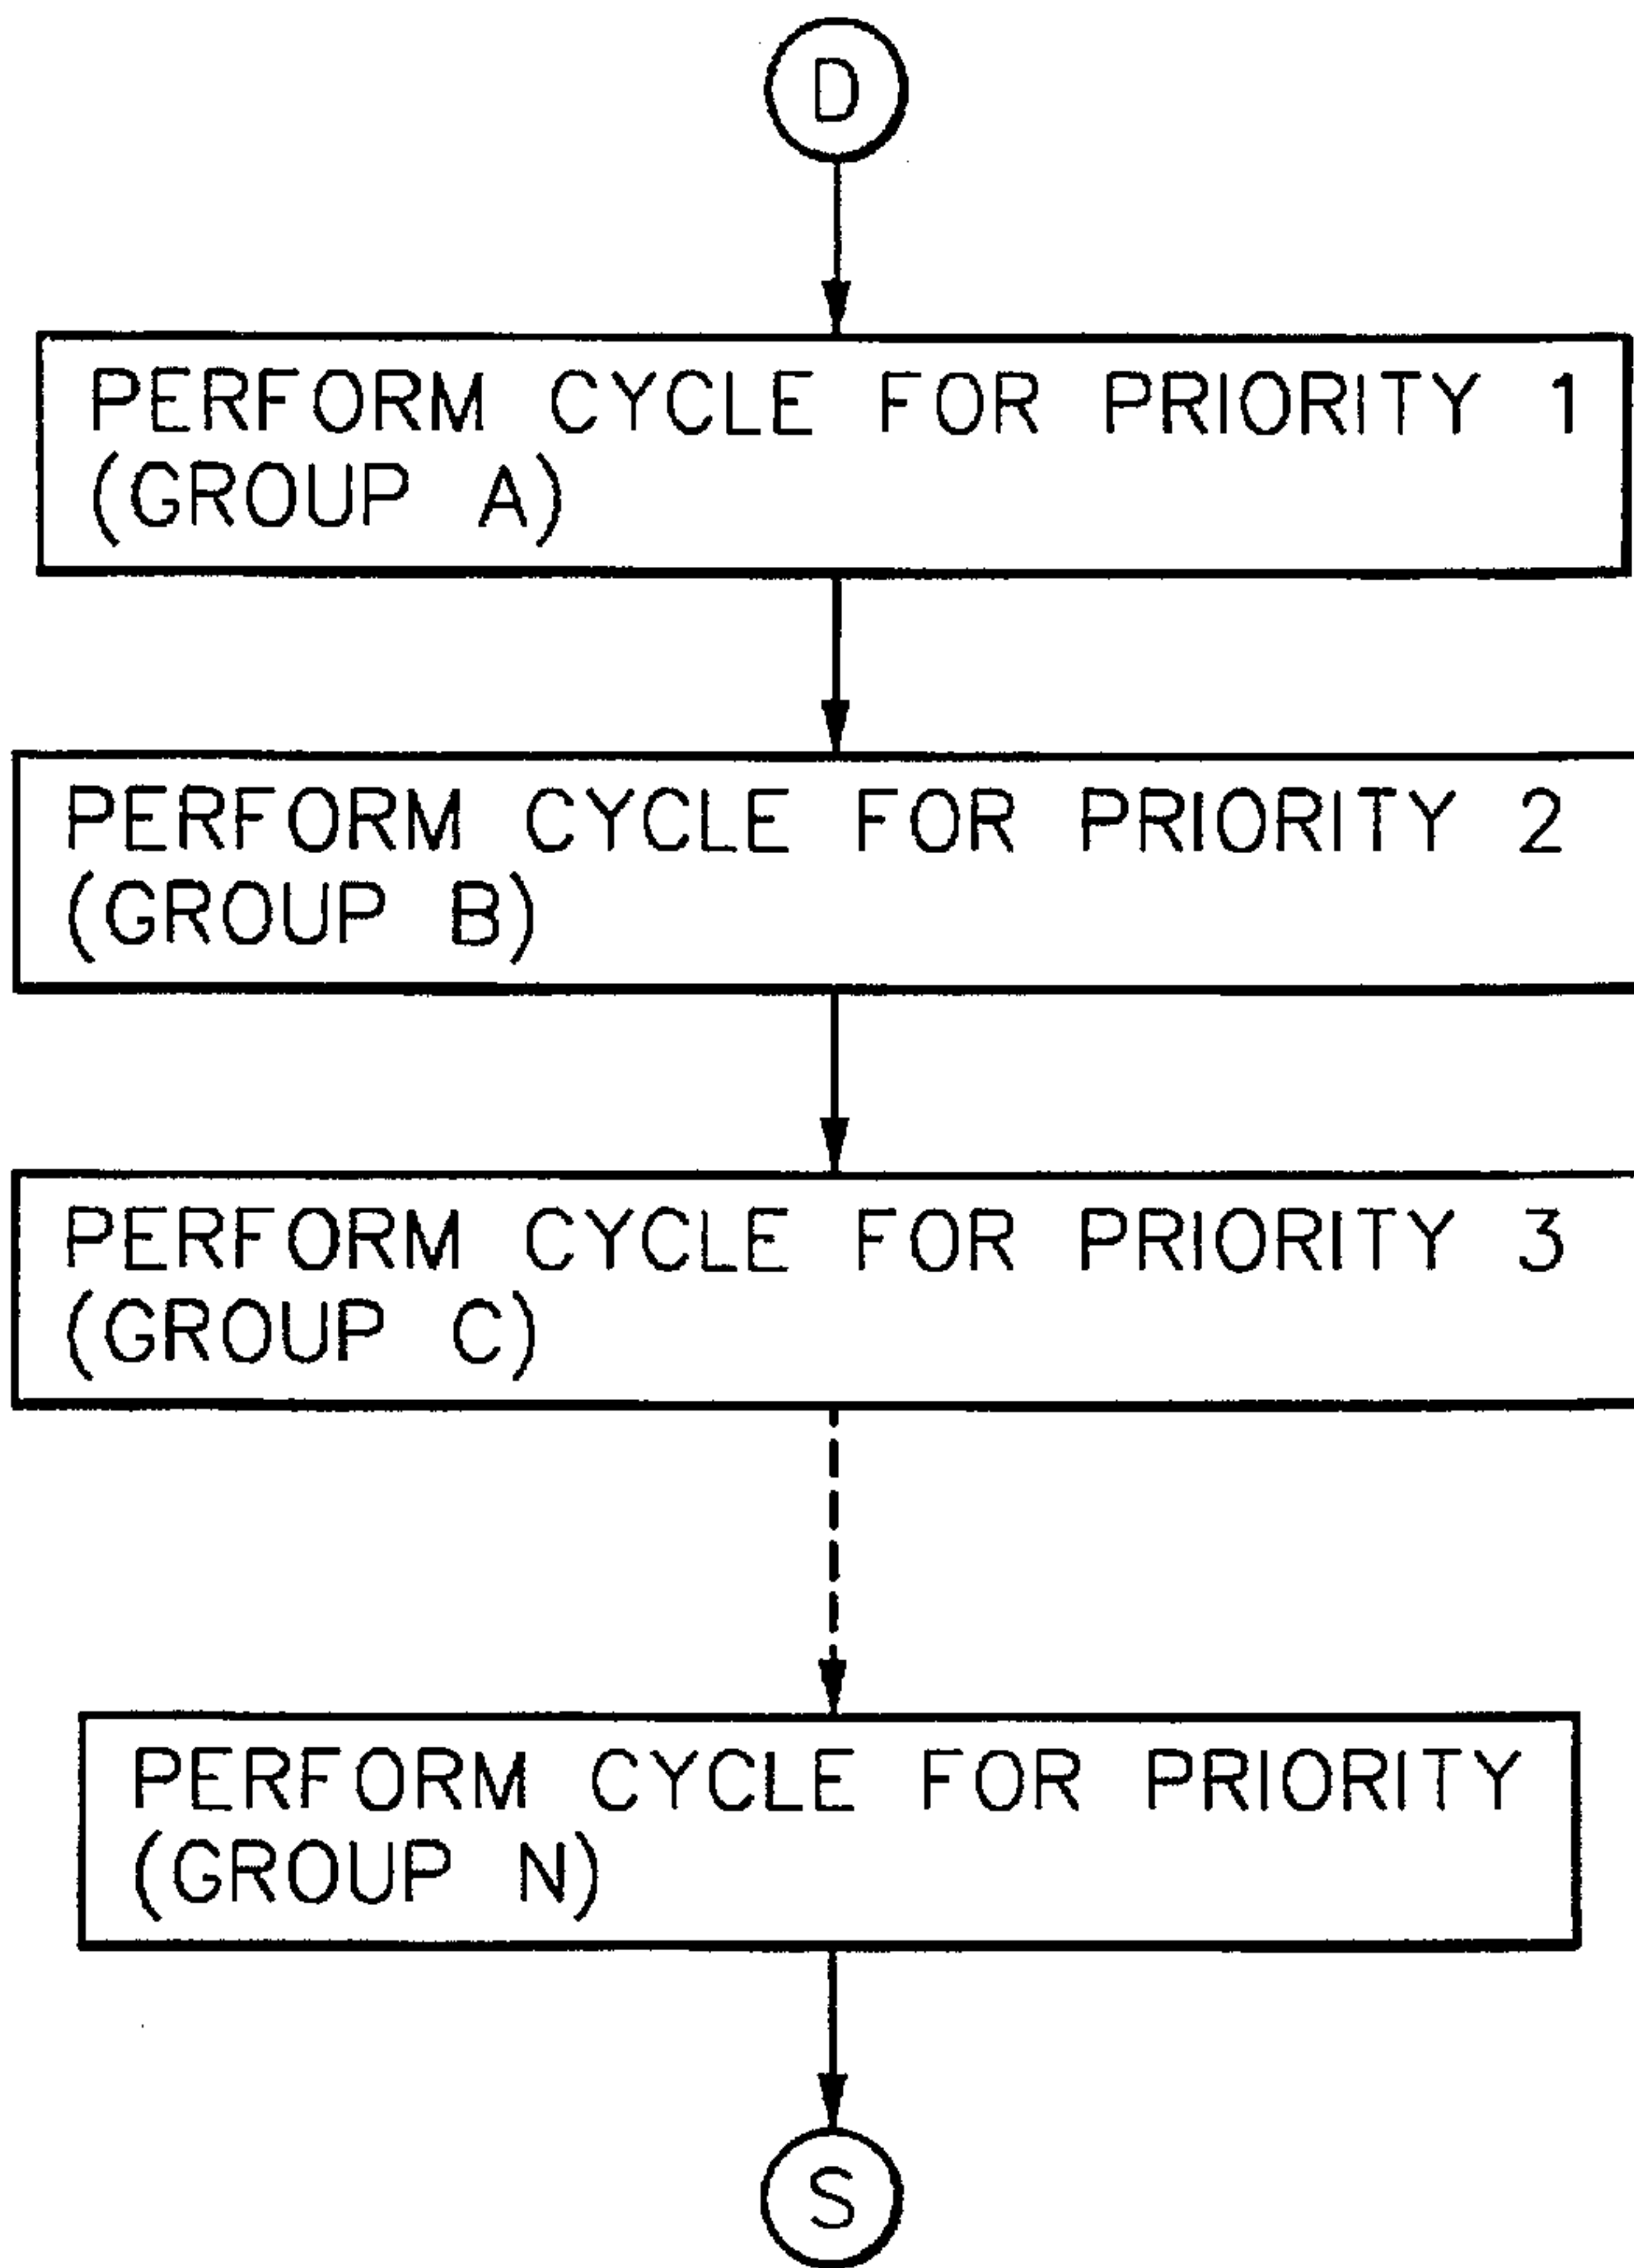 D
PERFORM CYCLE FOR PRIORITY 1
(GROUP A)
PERFORM CYCLE FOR PRIORITY 2
(GROUP B)
PERFORM CYCLE FOR PRIORITY 3
(GROUP C)
PERFORM CYCLE FOR PRIORITY
(GROUP N)
S